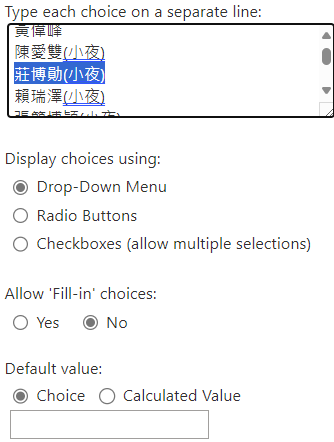 Type each choice on a separate line:
黃偉峰
陳愛雙(小夜)
莊博勛(小夜)
賴瑞澤(小夜)
Display choices using:
Drop-Down Menu
Radio Buttons
Checkboxes (allow multiple selections)
Allow 'Fill-in' choices:
Yes No
Default value:
Choice Calculated Value